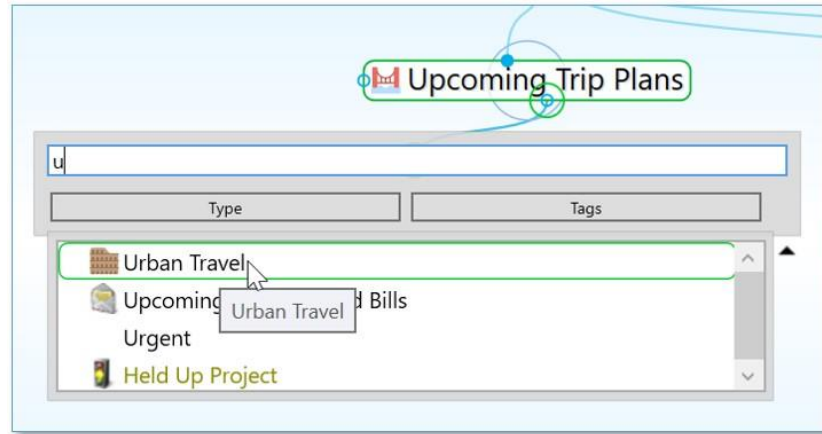 Upcoming Trip Plans
u
Type Tags
Urban Travel
Upcoming d Bills
Urban Travel
Urgent
Held Up Project